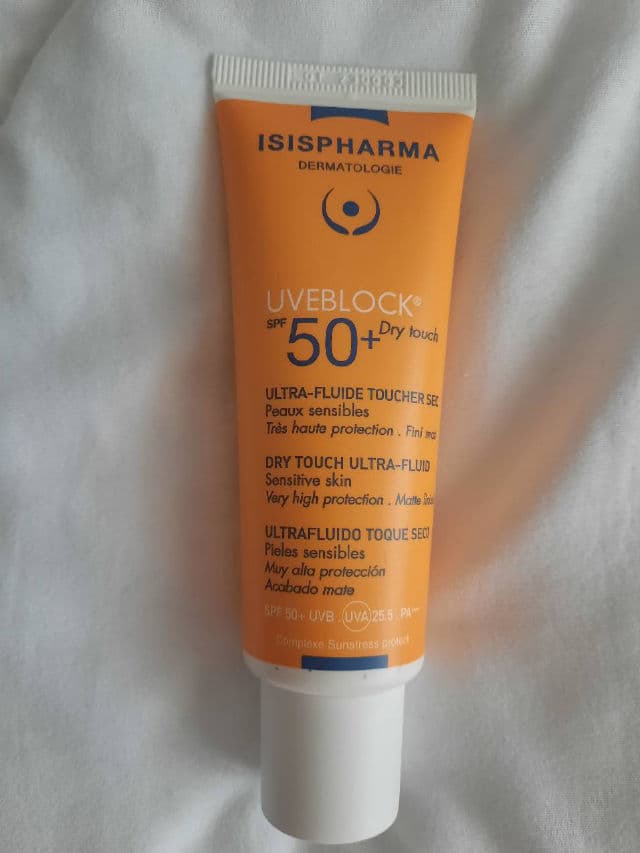 ISISPHARMA
DERMATOLOGIE
UVEBLOCK®
SPF 50+ Dry touch
ULTRA-FLUIDE TOUCHER SEC
Peaux sensibles
Très haute protection . Fini mat
DRY TOUCH ULTRA-FLUID
Sensitive skin
Very high protection . Matte
ULTRAFLUIDO TOQUE SECO
Pieles sensibles
Muy alta protección
Acabado mate
SPF 50+ UVB . UVA 25.5 . PA
Complexe Sunstress protect